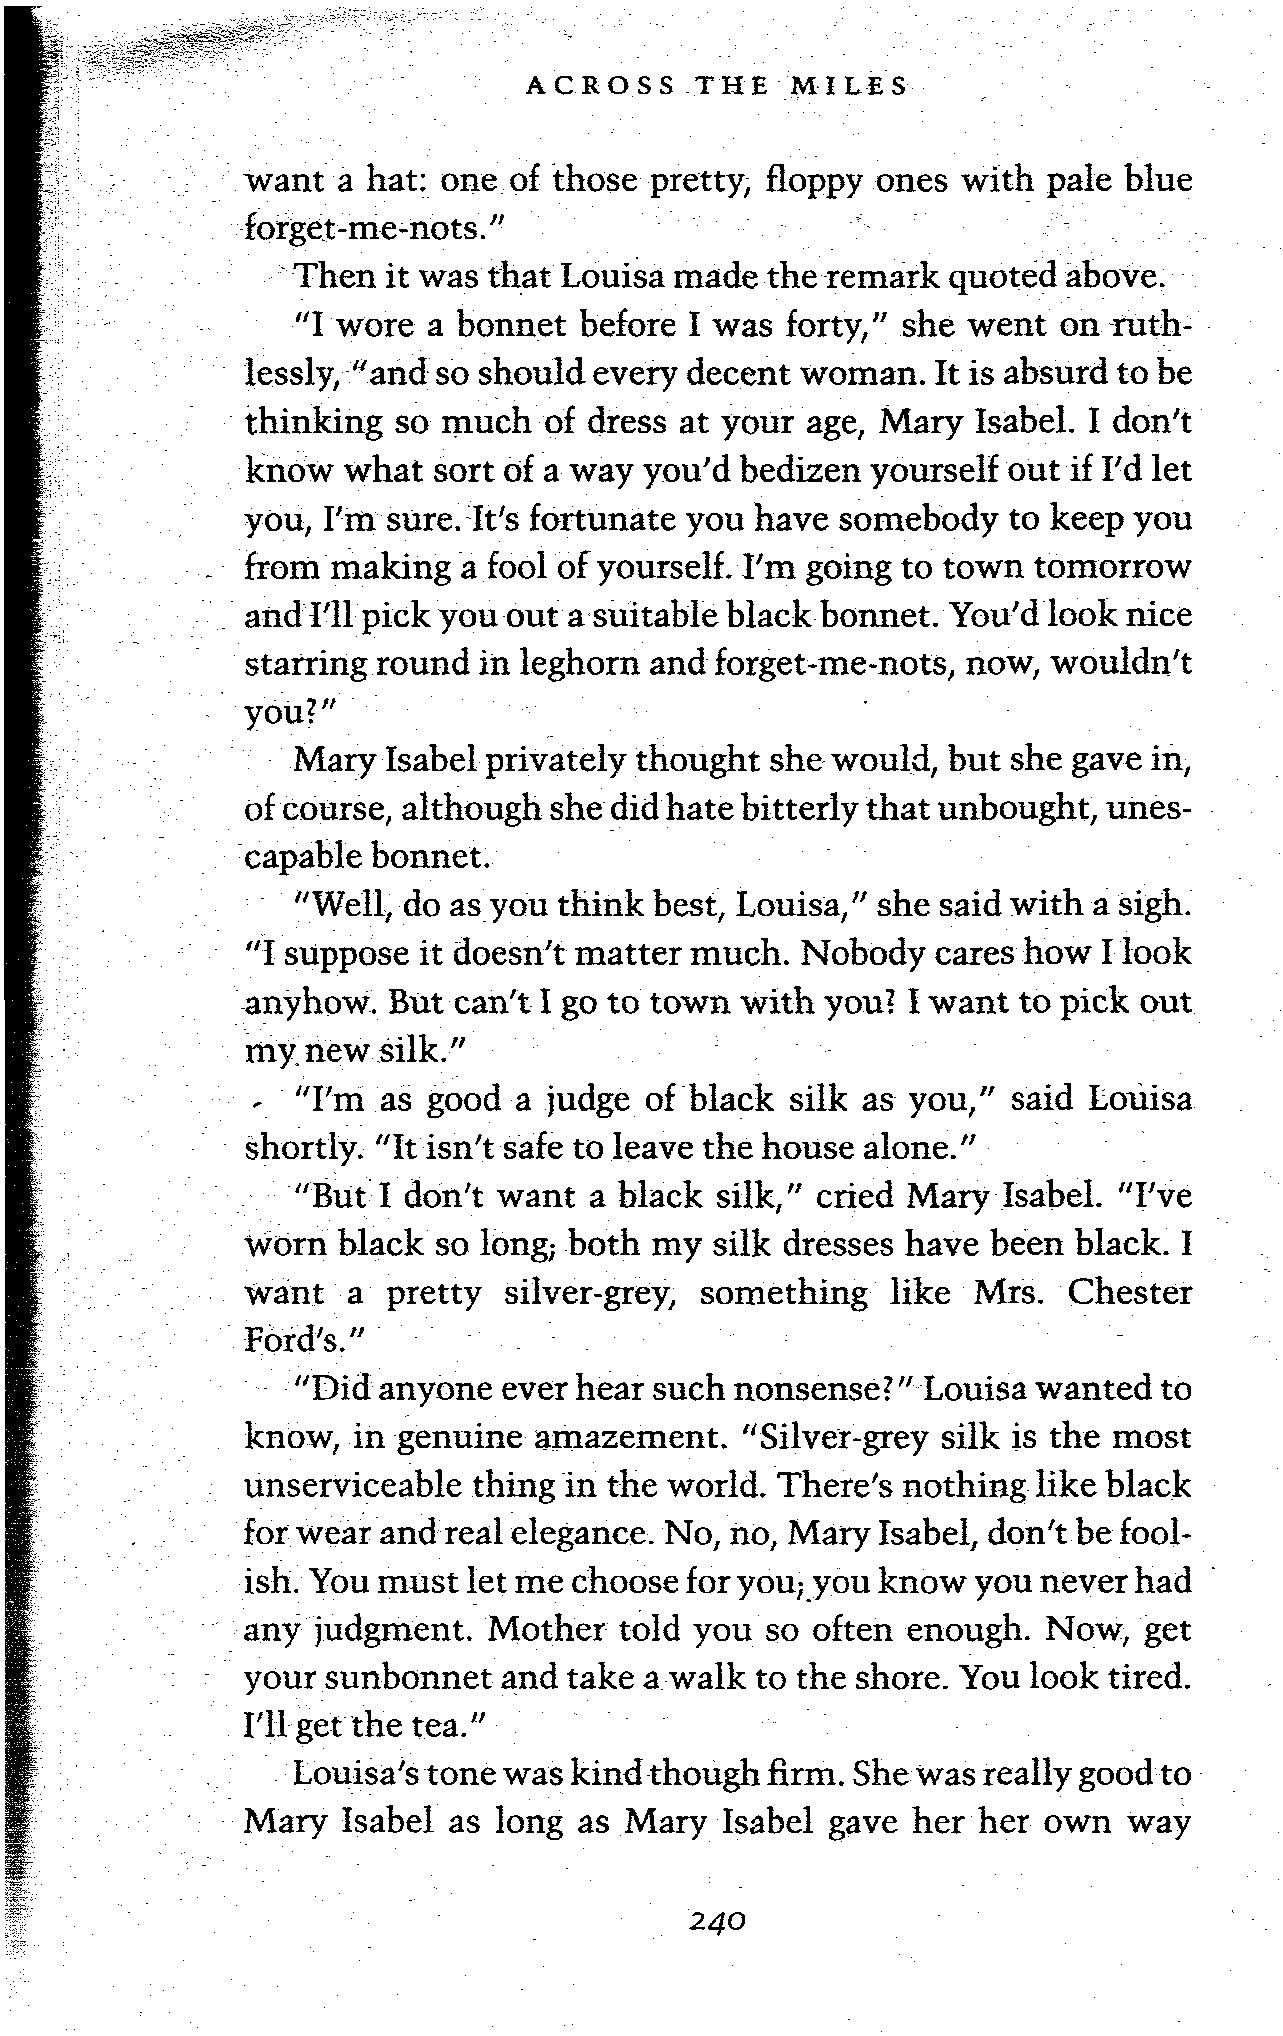 ACROSS THE MILES
want a hat: one of those pretty, floppy ones with pale blue
forget-me-nots."
Then it was that Louisa made the remark quoted above.
"I wore a bonnet before I was forty," she went on ruth-
lessly, "and so should every decent woman. It is absurd to be
thinking so much of dress at your age, Mary Isabel. I don't
know what sort of a way you'd bedizen yourself out if I'd let
you, I'm sure. It's fortunate you have somebody to keep you
from making a fool of yourself. I'm going to town tomorrow
and I'll pick you out a suitable black bonnet. You'd look nice
starring round in leghorn and forget-me-nots, now, wouldn't
you?"
Mary Isabel privately thought she would, but she gave in,
of course, although she did hate bitterly that unbought, unes-
capable bonnet.
"Well, do as you think best, Louisa," she said with a sigh.
"I suppose it doesn't matter much. Nobody cares how I look
anyhow. But can't I go to town with you? I want to pick out
my new silk."
"I'm as good a judge of black silk as you," said Louisa
shortly. "It isn't safe to leave the house alone."
"But I don't want a black silk," cried Mary Isabel. "I've
worn black so long; both my silk dresses have been black. I
want a pretty silver-grey, something like Mrs. Chester
Ford's."
"Did anyone ever hear such nonsense?" Louisa wanted to
know, in genuine amazement. "Silver-grey silk is the most
unserviceable thing in the world. There's nothing like black
for wear and real elegance. No, no, Mary Isabel, don't be fool-
ish. You must let me choose for you; you know you never had
any judgment. Mother told you so often enough. Now, get
your sunbonnet and take a walk to the shore. You look tired.
I'll get the tea."
Louisa's tone was kind though firm. She was really good to
Mary Isabel as long as Mary Isabel gave her her own way
240